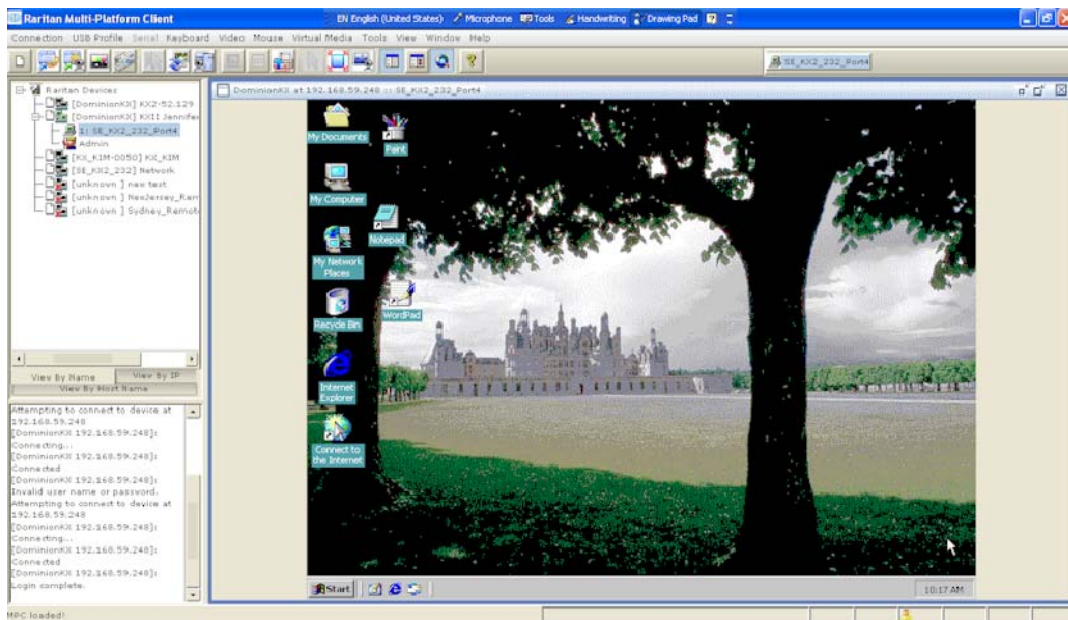 Raritan Multi-Platform Client
EN English (United States) Microphone Tools Handwriting Drawing Pad
Connection USB Profile Serial Keyboard Video Mouse Virtual Media Tools View Window Help
SE_KX2_232_Port4
Raritan Devices
[DominionKX] KX2-52.129
[DominionKX] KXII Jennifer
1: SE_KX2_232_Port4
Admin
[KX_KIM-0050] KX_KIM
[SE_KX2_232] Network
[unknown ] new test
[unknown ] NewJersey_Rem
[unknown ] Sydney_Remot
View By Name
View By IP
View By Host Name
Attempting to connect to device at
192.168.59.248
[DominionKX 192.168.59.248]:
Connecting...
[DominionKX 192.168.59.248]:
Connected
[DominionKX 192.168.59.248]:
Invalid user name or password.
Attempting to connect to device at
192.168.59.248
[DominionKX 192.168.59.248]:
Connecting...
[DominionKX 192.168.59.248]:
Connected
[DominionKX 192.168.59.248]:
Login complete.
DominionKX at 192.168.59.248 :: SE_KX2_232_Port4
My Documents
Paint
My Computer
Notepad
My Network
Places
WordPad
Recycle Bin
Internet
Explorer
Connect to
the Internet
Start
10:17 AM
MPC loaded!